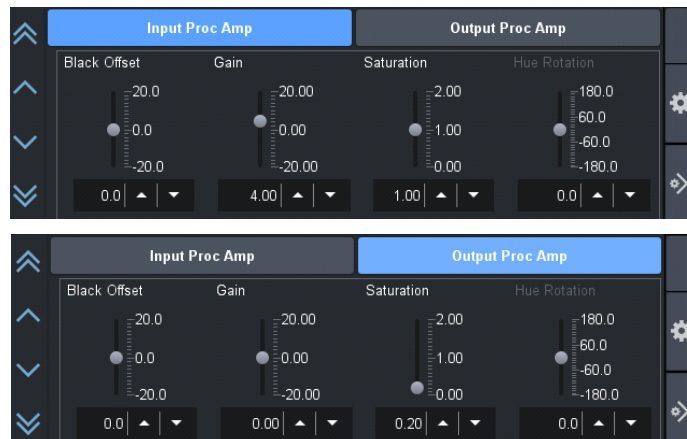 Input Proc Amp Output Proc Amp
Black Offset Gain Saturation Hue Rotation
20.0 20.00 2.00 180.0
60.0
0.0 0.00 1.00
-60.0
-20.0 -20.00 0.00 -180.0
0.0 4.00 1.00 0.0
Input Proc Amp Output Proc Amp
Black Offset Gain Saturation Hue Rotation
20.0 20.00 2.00 180.0
60.0
0.0 0.00 1.00
-60.0
-20.0 -20.00 0.00 -180.0
0.0 0.00 0.20 0.0